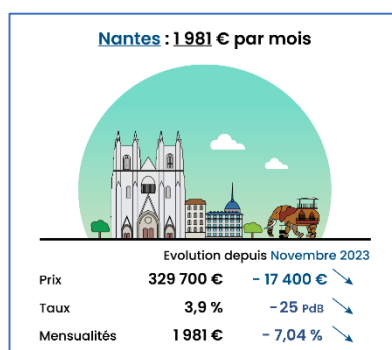 Nantes : 1 981 € par mois
Evolution depuis Novembre 2023
Prix 329 700 € - 17 400 €
Taux 3,9 % - 25 PdB
Mensualités 1 981 € - 7,04 %